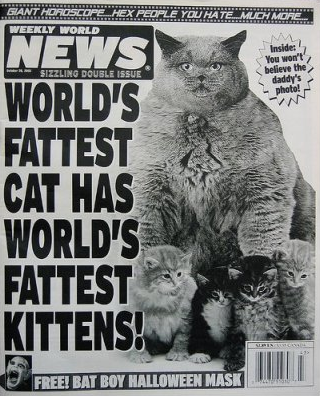 GIANT HOROSCOPE... HEY, PEOPLE YOU HATE...MUCH MORE...
WEEKLY WORLD
NEWS
SIZZLING DOUBLE ISSUE
Inside:
You won't
believe the
daddy's
photo!
WORLD'S
FATTEST
CAT HAS
WORLD'S
FATTEST
KITTENS!
FREE! BAT BOY HALLOWEEN MASK